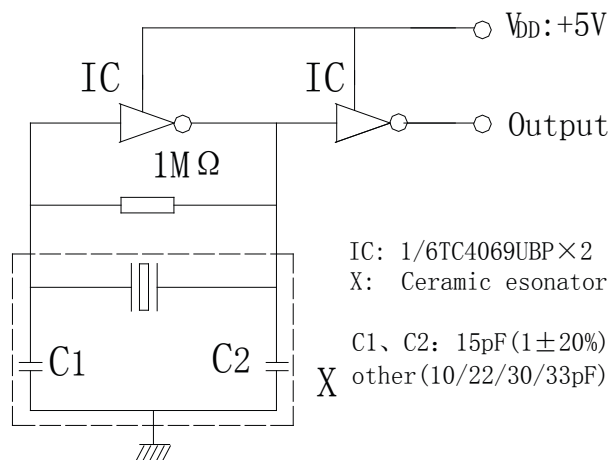 VDD:+5V
IC
IC
Output
1MΩ
IC: 1/6TC4069UBP×2
X: Ceramic esonator
C1
C2
X
C1、C2: 15pF(1±20%)
other(10/22/30/33pF)